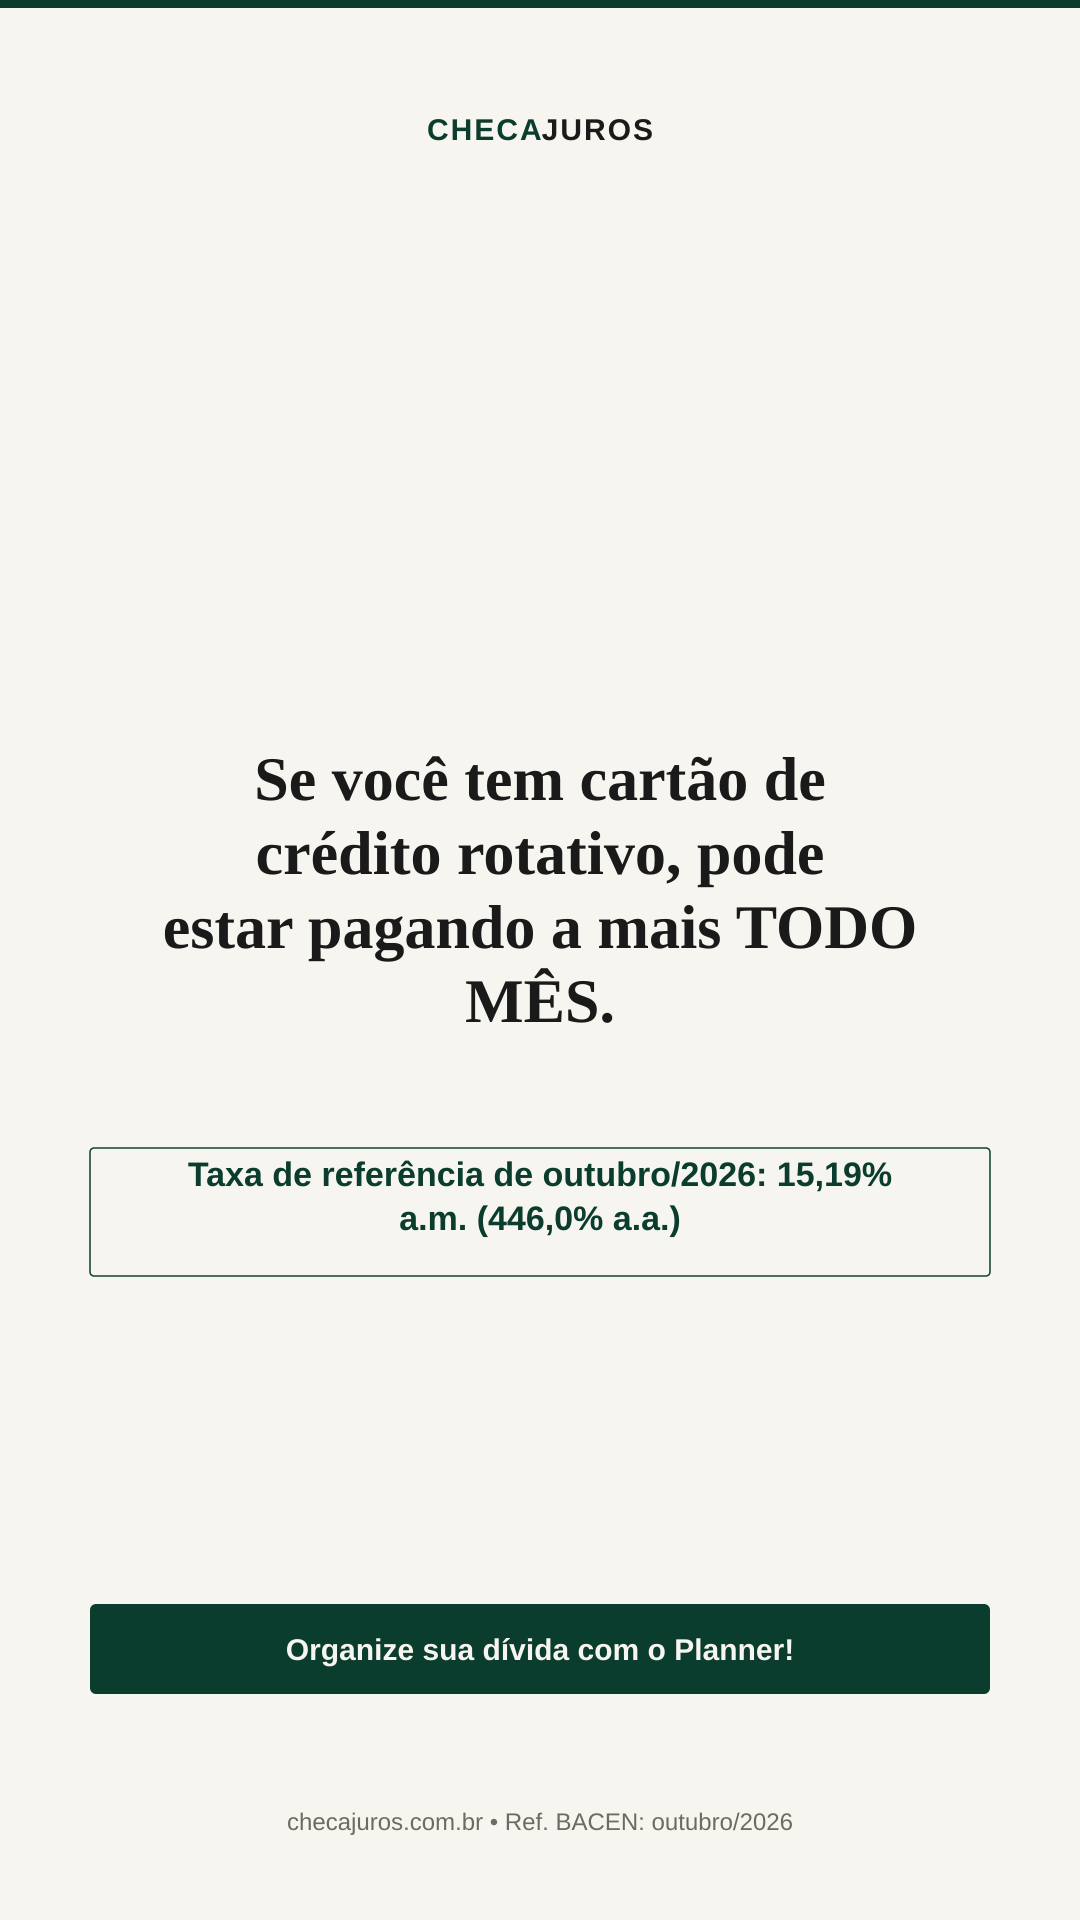 CHECAJUROS
Se você tem cartão de
crédito rotativo, pode
estar pagando a mais TODO
MÊS.
Taxa de referência de outubro/2026: 15,19%
a.m. (446,0% a.a.)
Organize sua dívida com o Planner!
checajuros.com.br • Ref. BACEN: outubro/2026